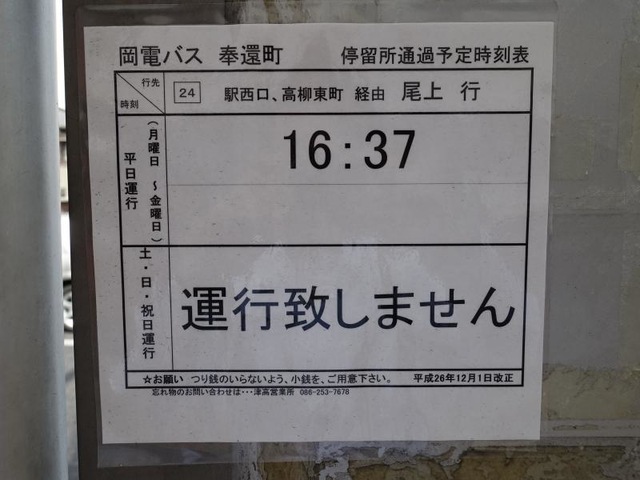 岡電バス 奉還町 停留所通過予定時刻表
行先
時刻
24 駅西口、高柳東町 経由 尾上 行
平日運行
(月曜日 ~ 金曜日)
16:37
土・日・祝日運行
運行致しません
☆お願い つり銭のいらないよう、小銭を、ご用意下さい。 平成26年12月1日改正
忘れ物のお問い合わせは・・・津高営業所 086-253-7678